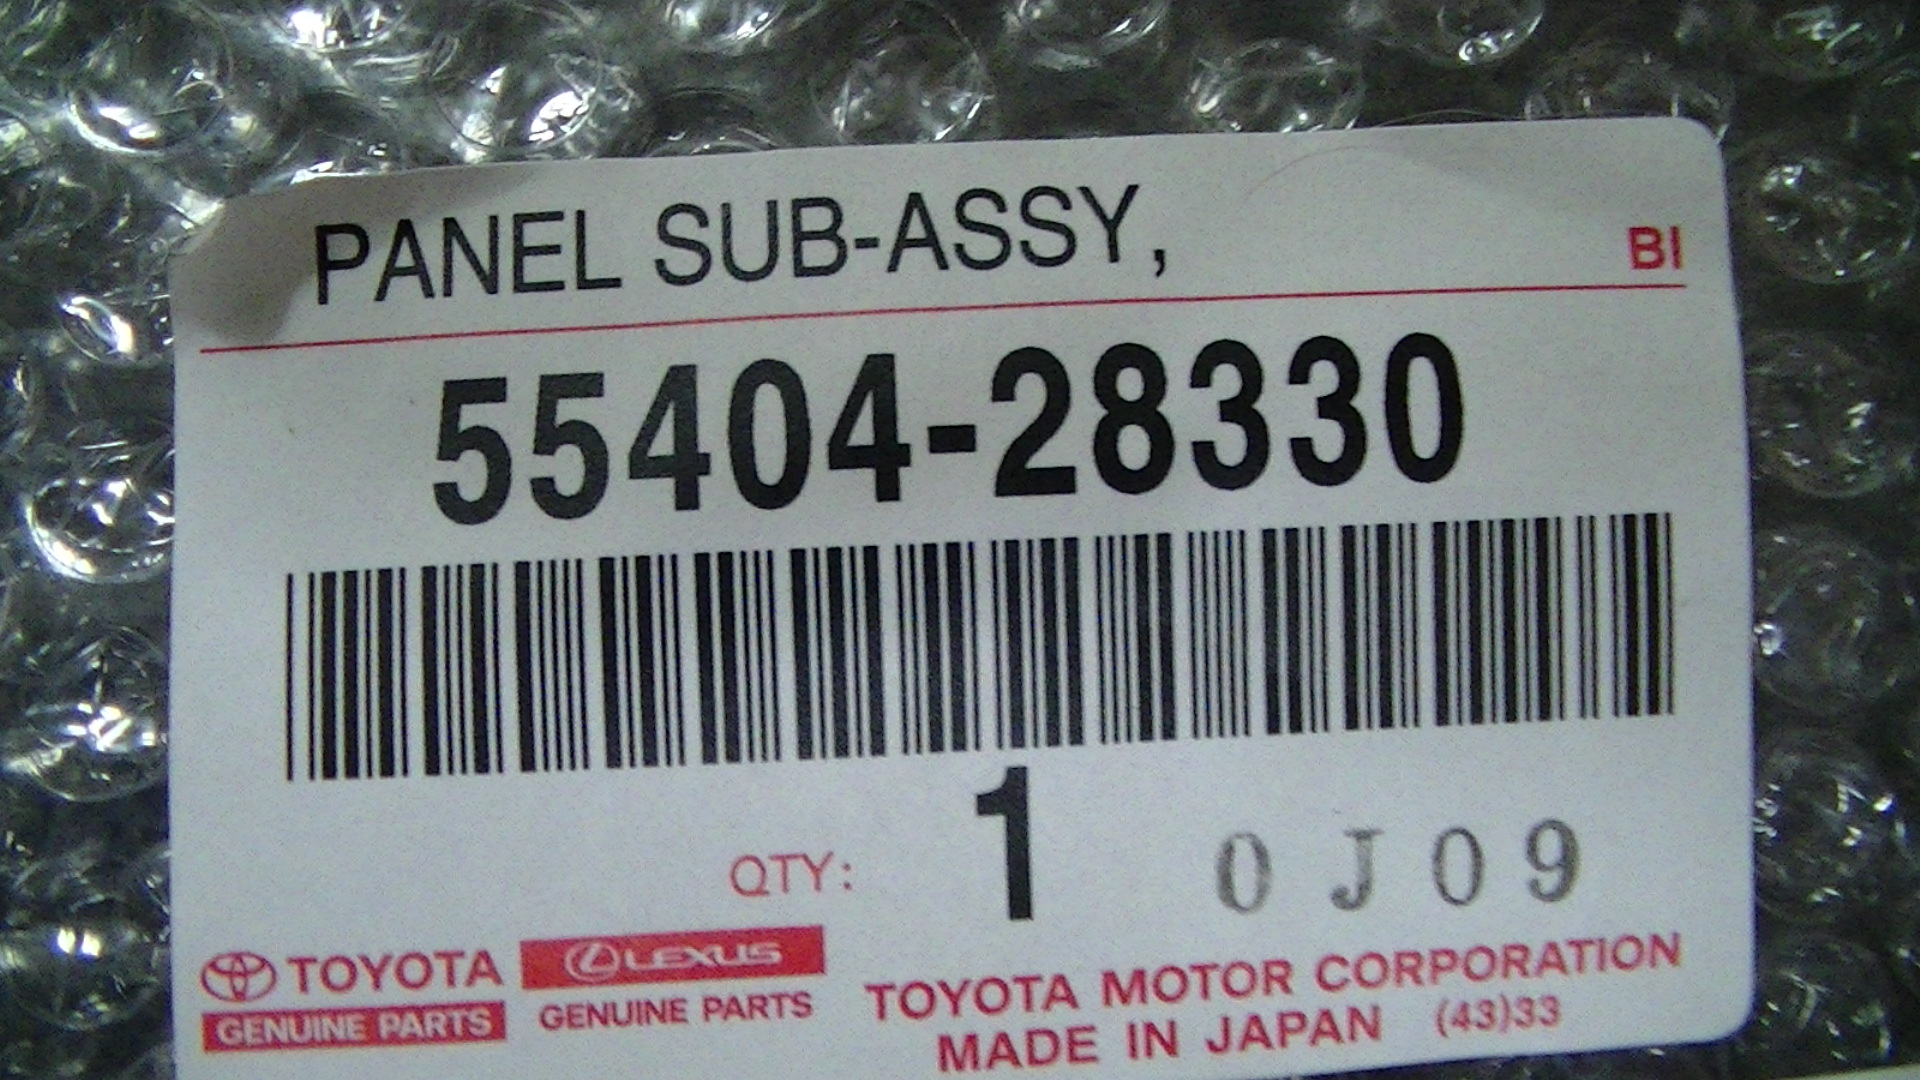 PANEL SUB-ASSY,
BI
55404-28330
QTY: 1 0J09
TOYOTA
GENUINE PARTS
LEXUS
GENUINE PARTS
TOYOTA MOTOR CORPORATION
MADE IN JAPAN (43)33